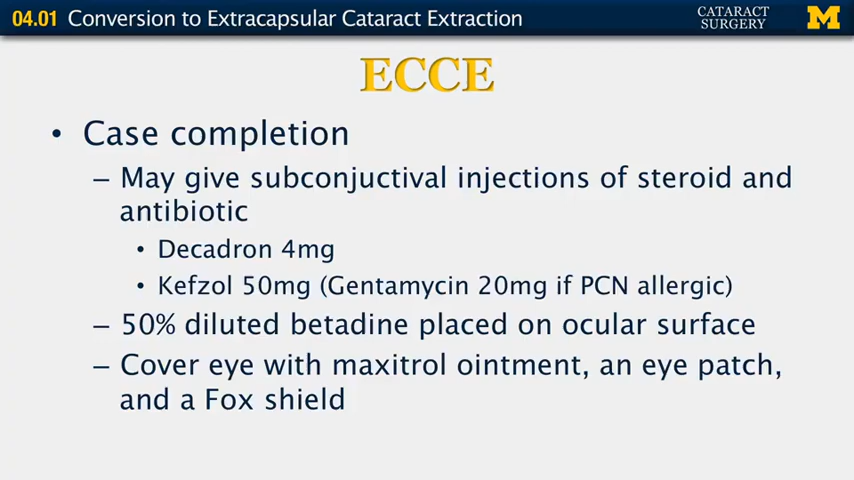 04.01 Conversion to Extracapsular Cataract Extraction
CATARACT
SURGERY
M
ECCE
• Case completion
– May give subconjuctival injections of steroid and
antibiotic
• Decadron 4mg
• Kefzol 50mg (Gentamycin 20mg if PCN allergic)
– 50% diluted betadine placed on ocular surface
– Cover eye with maxitrol ointment, an eye patch,
and a Fox shield